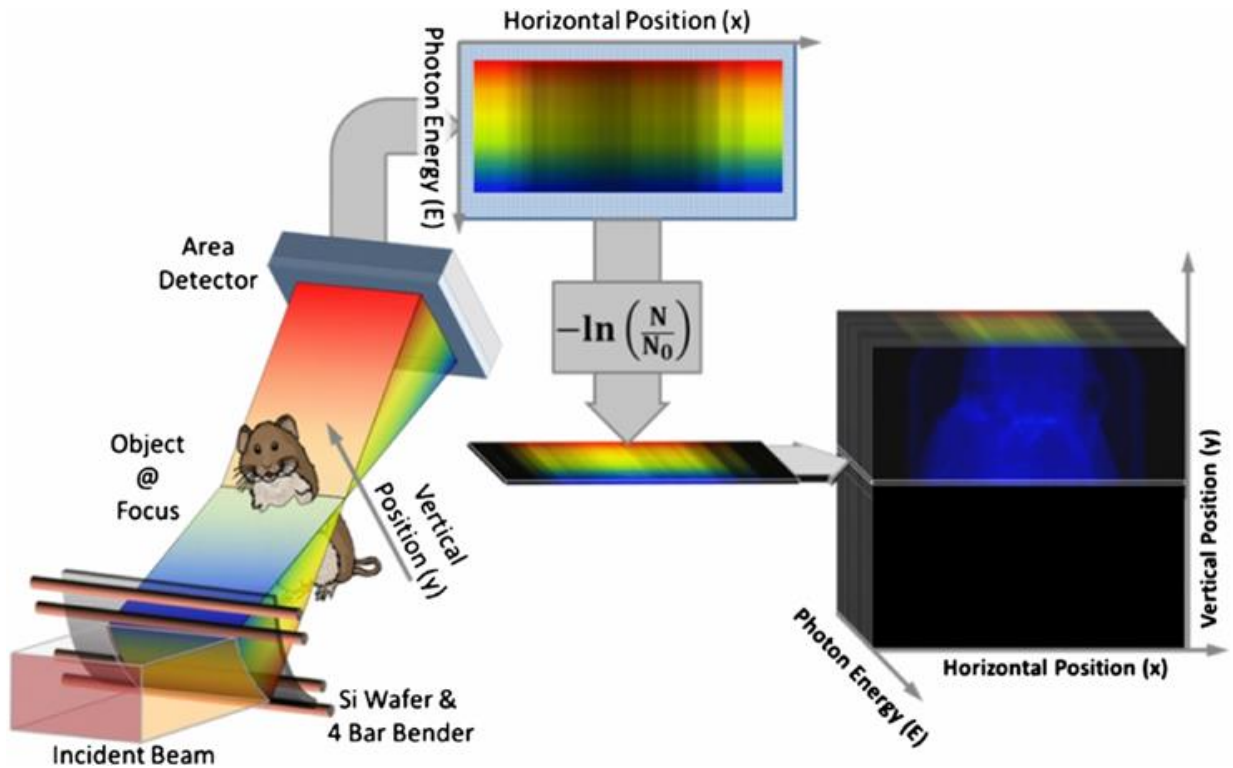 Horizontal Position (x)
Photon Energy (E)
Area
Detector
−ln (N/N₀)
Object
@
Focus
Vertical
Position (y)
Vertical Position (y)
Photon Energy (E)
Horizontal Position (x)
Si Wafer &
4 Bar Bender
Incident Beam